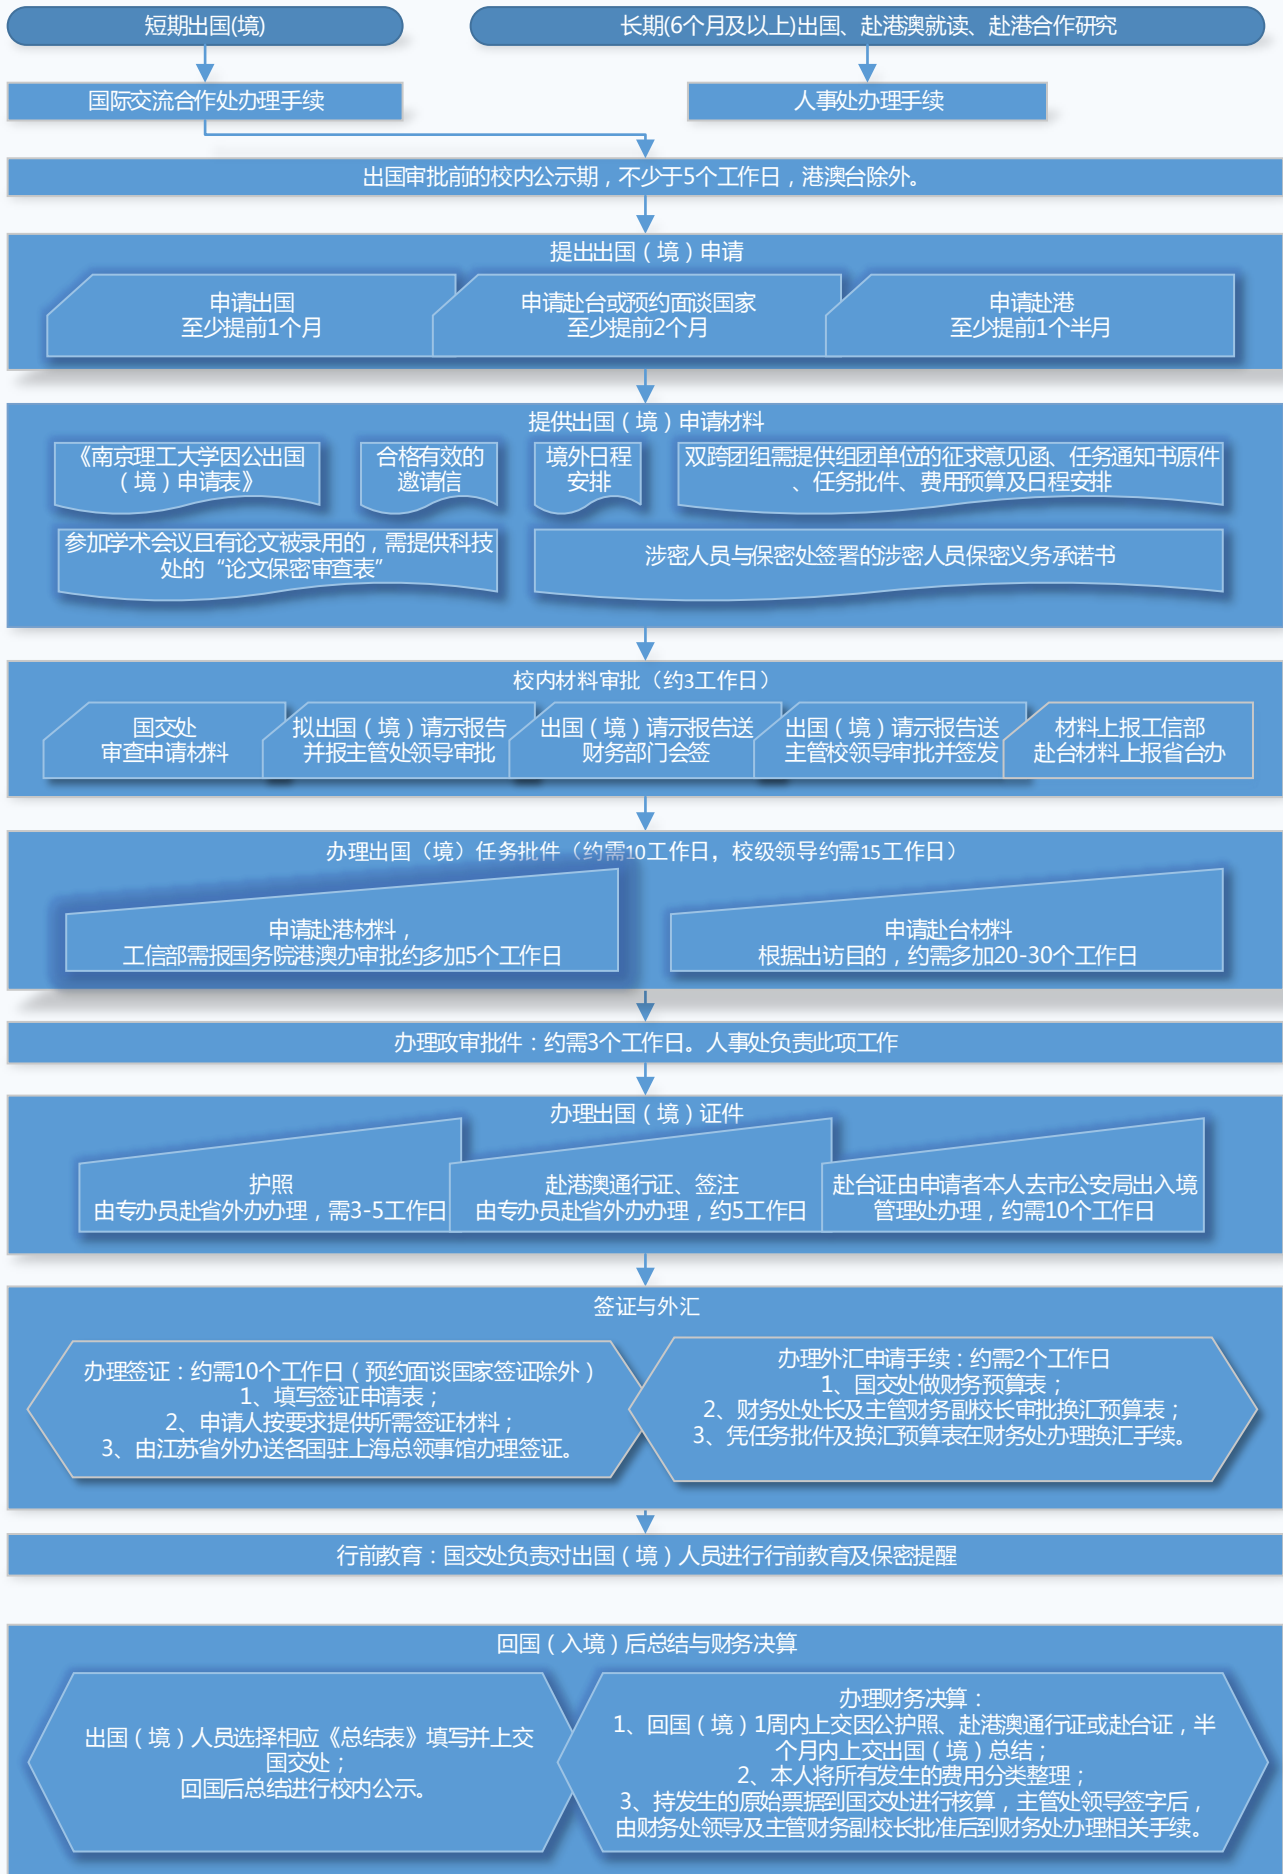 短期出国(境)
长期(6个月及以上)出国、赴港澳就读、赴港合作研究
国际交流合作处办理手续
人事处办理手续
出国审批前的校内公示期，不少于5个工作日，港澳台除外。
提出出国（境）申请
申请出国
至少提前1个月
申请赴台或预约面谈国家
至少提前2个月
申请赴港
至少提前1个半月
提供出国（境）申请材料
《南京理工大学因公出国
（境）申请表》
合格有效的
邀请信
境外日程
安排
双跨团组需提供组团单位的征求意见函、任务通知书原件
、任务批件、费用预算及日程安排
参加学术会议且有论文被录用的，需提供科技
处的“论文保密审查表”
涉密人员与保密处签署的涉密人员保密义务承诺书
校内材料审批（约3工作日）
国交处
审查申请材料
拟出国（境）请示报告
并报主管处领导审批
出国（境）请示报告送
财务部门会签
出国（境）请示报告送
主管校领导审批并签发
材料上报工信部
赴台材料上报省台办
办理出国（境）任务批件（约需10工作日，校级领导约需15工作日）
申请赴港材料，
工信部需报国务院港澳办审批约多加5个工作日
申请赴台材料
根据出访目的，约需多加20-30个工作日
办理政审批件：约需3个工作日。人事处负责此项工作
办理出国（境）证件
护照
由专办员赴省外办办理，需3-5工作日
赴港澳通行证、签注
由专办员赴省外办办理，约5工作日
赴台证由申请者本人去市公安局出入境
管理处办理，约需10个工作日
签证与外汇
办理签证：约需10个工作日（预约面谈国家签证除外）
1、填写签证申请表；
2、申请人按要求提供所需签证材料；
3、由江苏省外办送各国驻上海总领事馆办理签证。
办理外汇申请手续：约需2个工作日
1、国交处做财务预算表；
2、财务处处长及主管财务副校长审批换汇预算表；
3、凭任务批件及换汇预算表在财务处办理换汇手续。
行前教育：国交处负责对出国（境）人员进行行前教育及保密提醒
回国（入境）后总结与财务决算
出国（境）人员选择相应《总结表》填写并上交
国交处；
回国后总结进行校内公示。
办理财务决算：
1、回国（境）1周内上交因公护照、赴港澳通行证或赴台证，半
个月内上交出国（境）总结；
2、本人将所有发生的费用分类整理；
3、持发生的原始票据到国交处进行核算，主管处领导签字后，
由财务处领导及主管财务副校长批准后到财务处办理相关手续。